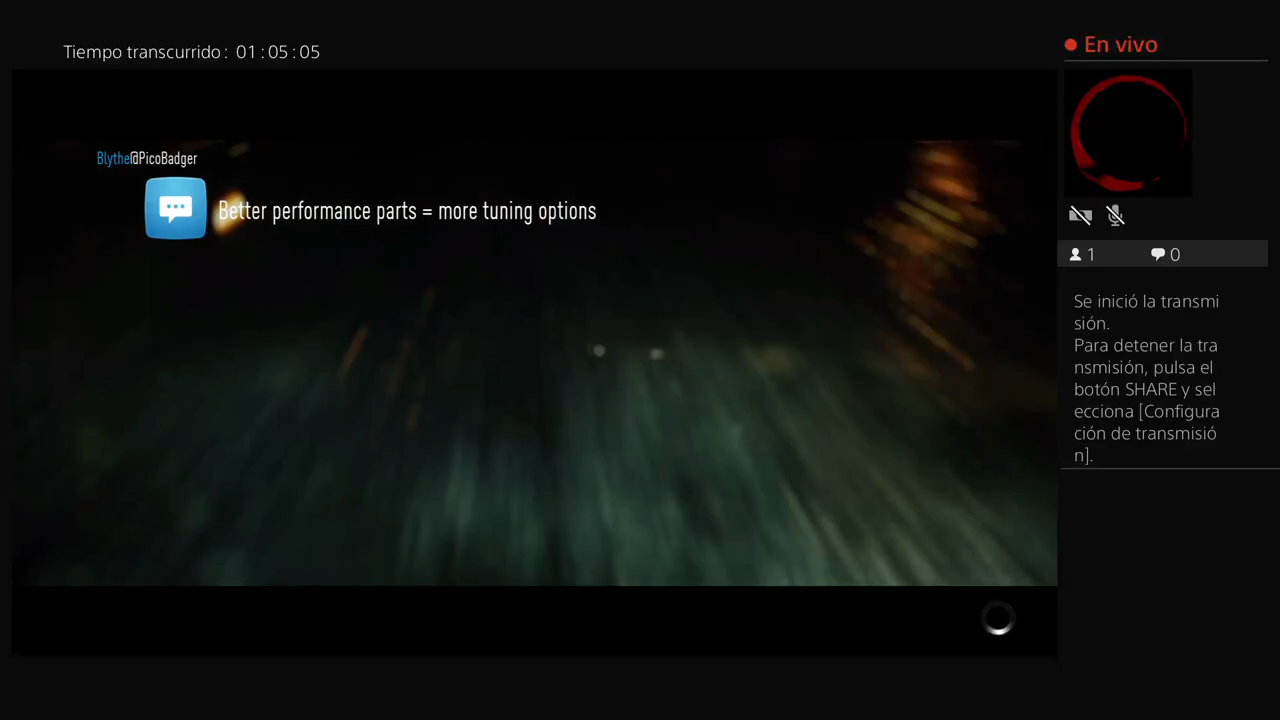 Tiempo transcurrido: 01:05:05
En vivo
Blythe@PicoBadger
Better performance parts = more tuning options
1
0
Se inició la transmi
sión.
Para detener la tra
nsmisión, pulsa el
botón SHARE y sel
ecciona [Configura
ción de transmisió
n].